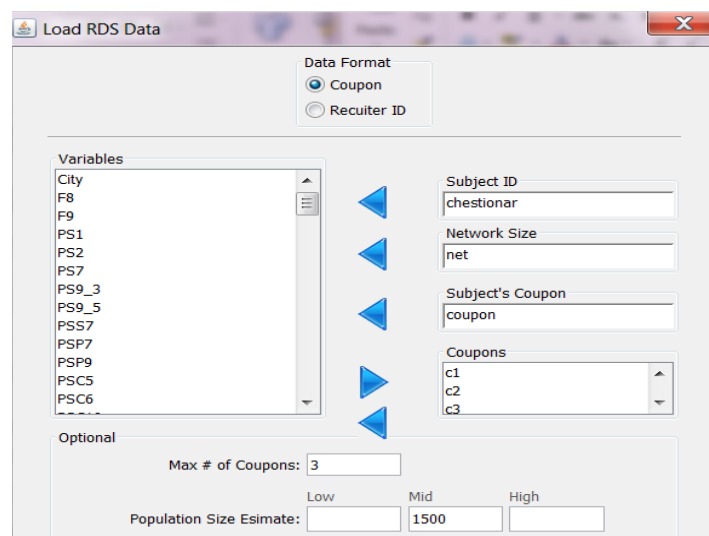 Load RDS Data
Data Format
Coupon
Recuiter ID
Variables
City
F8
F9
PS1
PS2
PS7
PS9_3
PS9_5
PSS7
PSP7
PSP9
PSC5
PSC6
Subject ID
chestionar
Network Size
net
Subject's Coupon
coupon
Coupons
c1
c2
c3
Optional
Max # of Coupons: 3
Low Mid High
Population Size Esimate: 1500